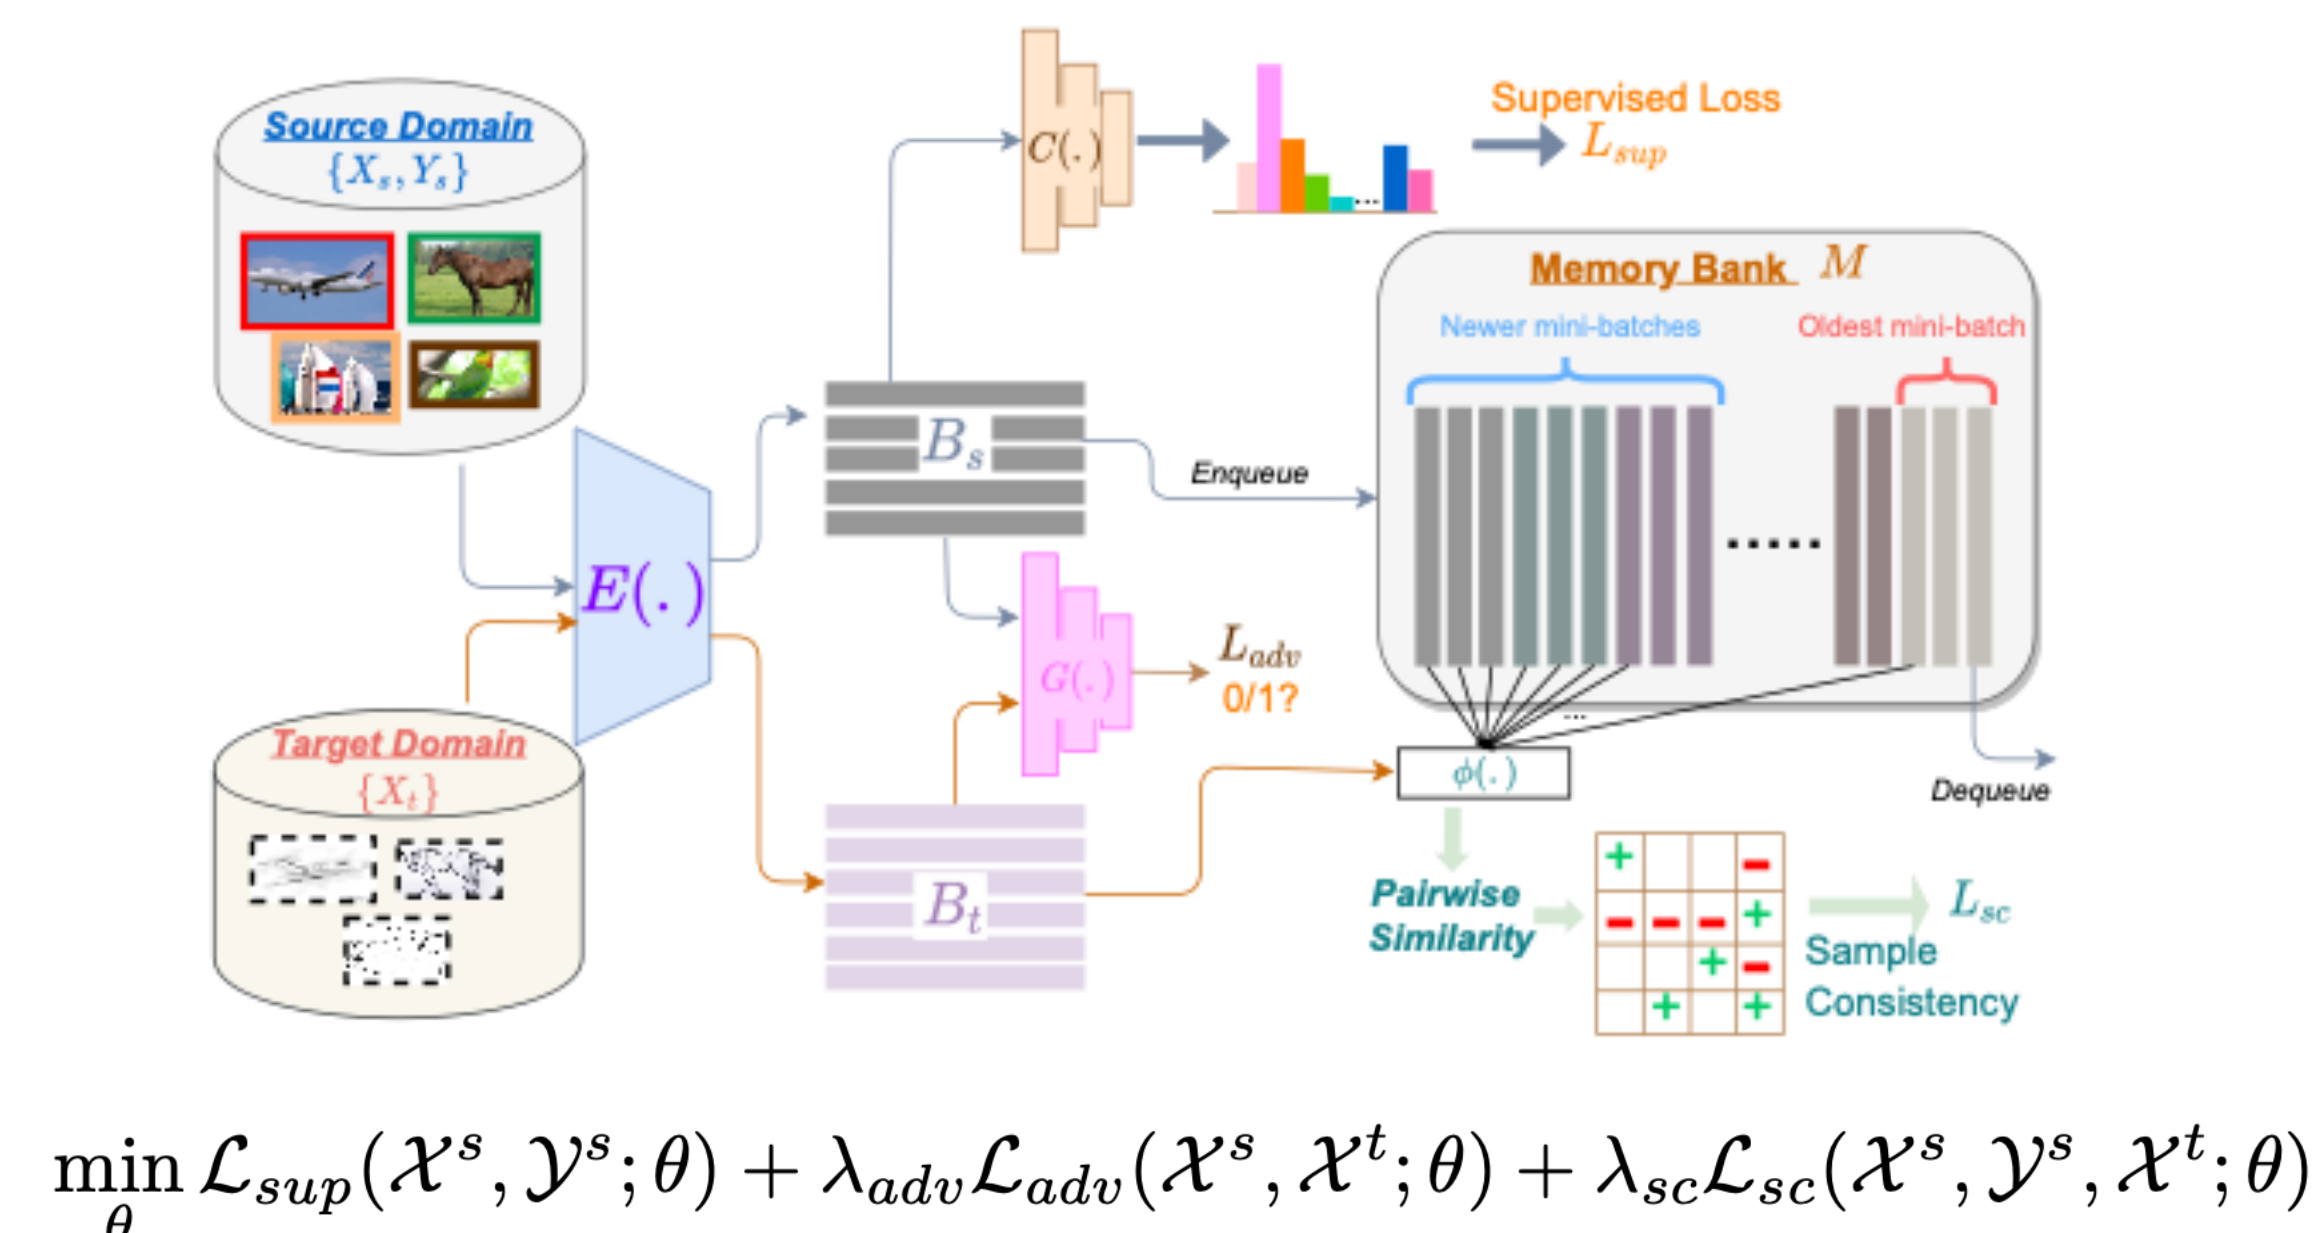 Source Domain
{X_s, Y_s}
C(.)
...
Supervised Loss
L_sup
Memory Bank M
Newer mini-batches
Oldest mini-batch
B_s
Enqueue
.....
E(.)
G(.)
L_adv
0/1?
Target Domain
{X_t}
B_t
...
φ(.)
Dequeue
Pairwise
Similarity
+ −
− − − +
+ −
+ +
L_sc
Sample
Consistency
min_θ L_sup(X^s, Y^s; θ) + λ_adv L_adv(X^s, X^t; θ) + λ_sc L_sc(X^s, Y^s, X^t; θ)